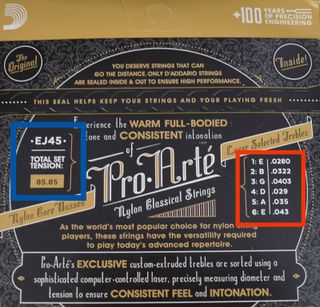 D'Addario
+100 YEARS OF PRECISION ENGINEERING
The Original
Inside!
YOU DESERVE STRINGS THAT CAN
GO THE DISTANCE. ONLY D'ADDARIO STRINGS
ARE SEALED INSIDE & OUT TO ENSURE HIGH PERFORMANCE.
THIS SEAL HELPS KEEP YOUR STRINGS AND YOUR PLAYING FRESH
Experience the WARM FULL-BODIED
tone and CONSISTENT intonation
of
·EJ45·
TOTAL SET
TENSION:
85.85
Laser Selected Trebles
Pro·Arté
Nylon Classical Strings
Nylon Core Basses
1: E .0280
2: B .0322
3: G .0403
4: D .029
5: A .035
6: E .043
As the world's most popular choice for nylon string
players, these strings have the versatility required
to play today's advanced repertoire.
Pro-Arté's EXCLUSIVE custom-extruded trebles are sorted using a
sophisticated computer-controlled laser, precisely measuring diameter and
tension to ensure CONSISTENT FEEL and INTONATION.